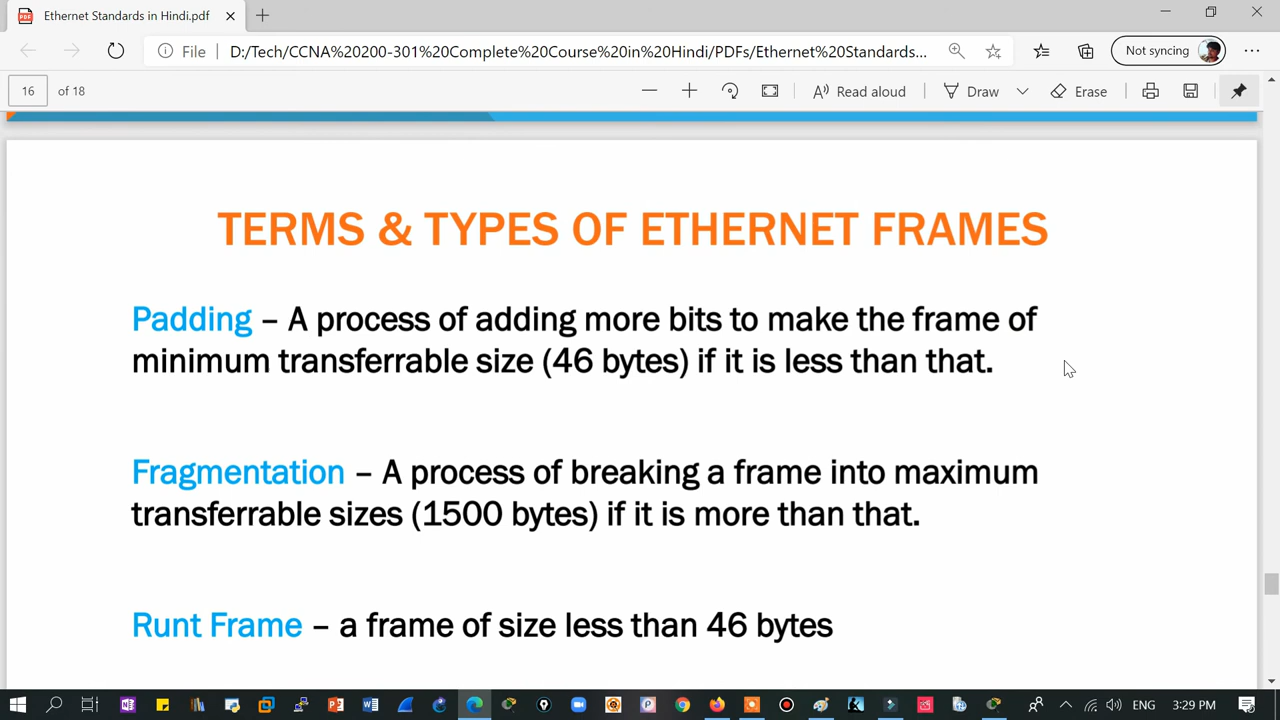 Ethernet Standards in Hindi.pdf
File
D:/Tech/CCNA%20200-301%20Complete%20Course%20in%20Hindi/PDFs/Ethernet%20Standards...
Not syncing
16
of 18
Read aloud
Draw
Erase
TERMS & TYPES OF ETHERNET FRAMES
Padding – A process of adding more bits to make the frame of
minimum transferrable size (46 bytes) if it is less than that.
Fragmentation – A process of breaking a frame into maximum
transferrable sizes (1500 bytes) if it is more than that.
Runt Frame – a frame of size less than 46 bytes
ENG
3:29 PM